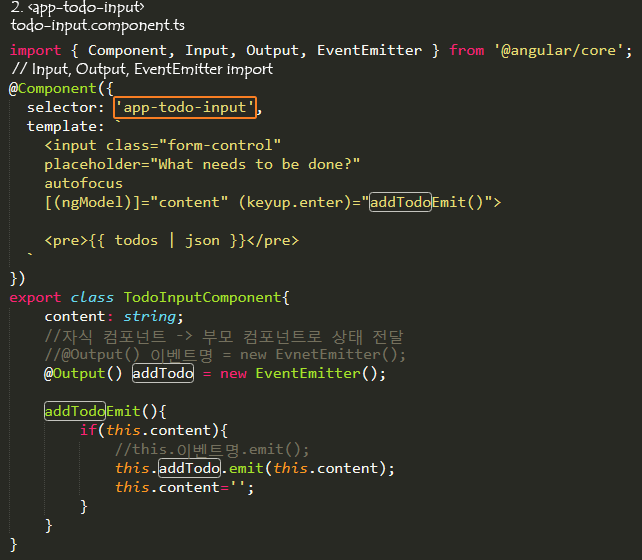 2. <app-todo-input>
todo-input.component.ts
import { Component, Input, Output, EventEmitter } from '@angular/core';
// Input, Output, EventEmitter import
@Component({
  selector: 'app-todo-input',
  template: `
    <input class="form-control"
    placeholder="What needs to be done?"
    autofocus
    [(ngModel)]="content" (keyup.enter)="addTodoEmit()">

    <pre>{{ todos | json }}</pre>
  `
})
export class TodoInputComponent{
    content: string;
    //자식 컴포넌트 -> 부모 컴포넌트로 상태 전달
    //@Output() 이벤트명 = new EvnetEmitter();
    @Output() addTodo = new EventEmitter();

    addTodoEmit(){
        if(this.content){
            //this.이벤트명.emit();
            this.addTodo.emit(this.content);
            this.content='';
        }
    }
}